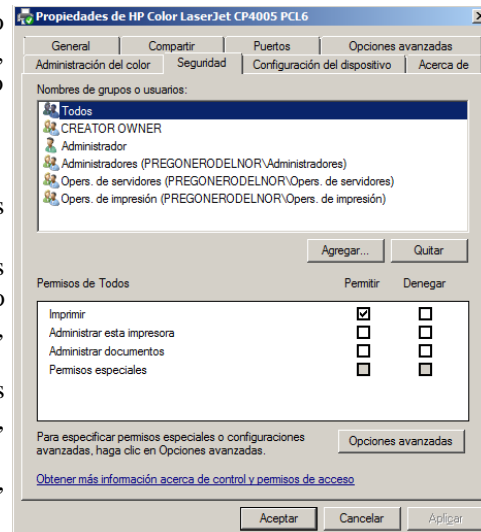 Propiedades de HP Color LaserJet CP4005 PCL6
General Compartir Puertos Opciones avanzadas
Administración del color Seguridad Configuración del dispositivo Acerca de
Nombres de grupos o usuarios:
Todos
CREATOR OWNER
Administrador
Administradores (PREGONERODELNOR\Administradores)
Opers. de servidores (PREGONERODELNOR\Opers. de servidores)
Opers. de impresión (PREGONERODELNOR\Opers. de impresión)
Agregar... Quitar
Permisos de Todos Permitir Denegar
Imprimir
Administrar esta impresora
Administrar documentos
Permisos especiales
Para especificar permisos especiales o configuraciones
avanzadas, haga clic en Opciones avanzadas.
Opciones avanzadas
Obtener más información acerca de control y permisos de acceso
Aceptar Cancelar Aplicar